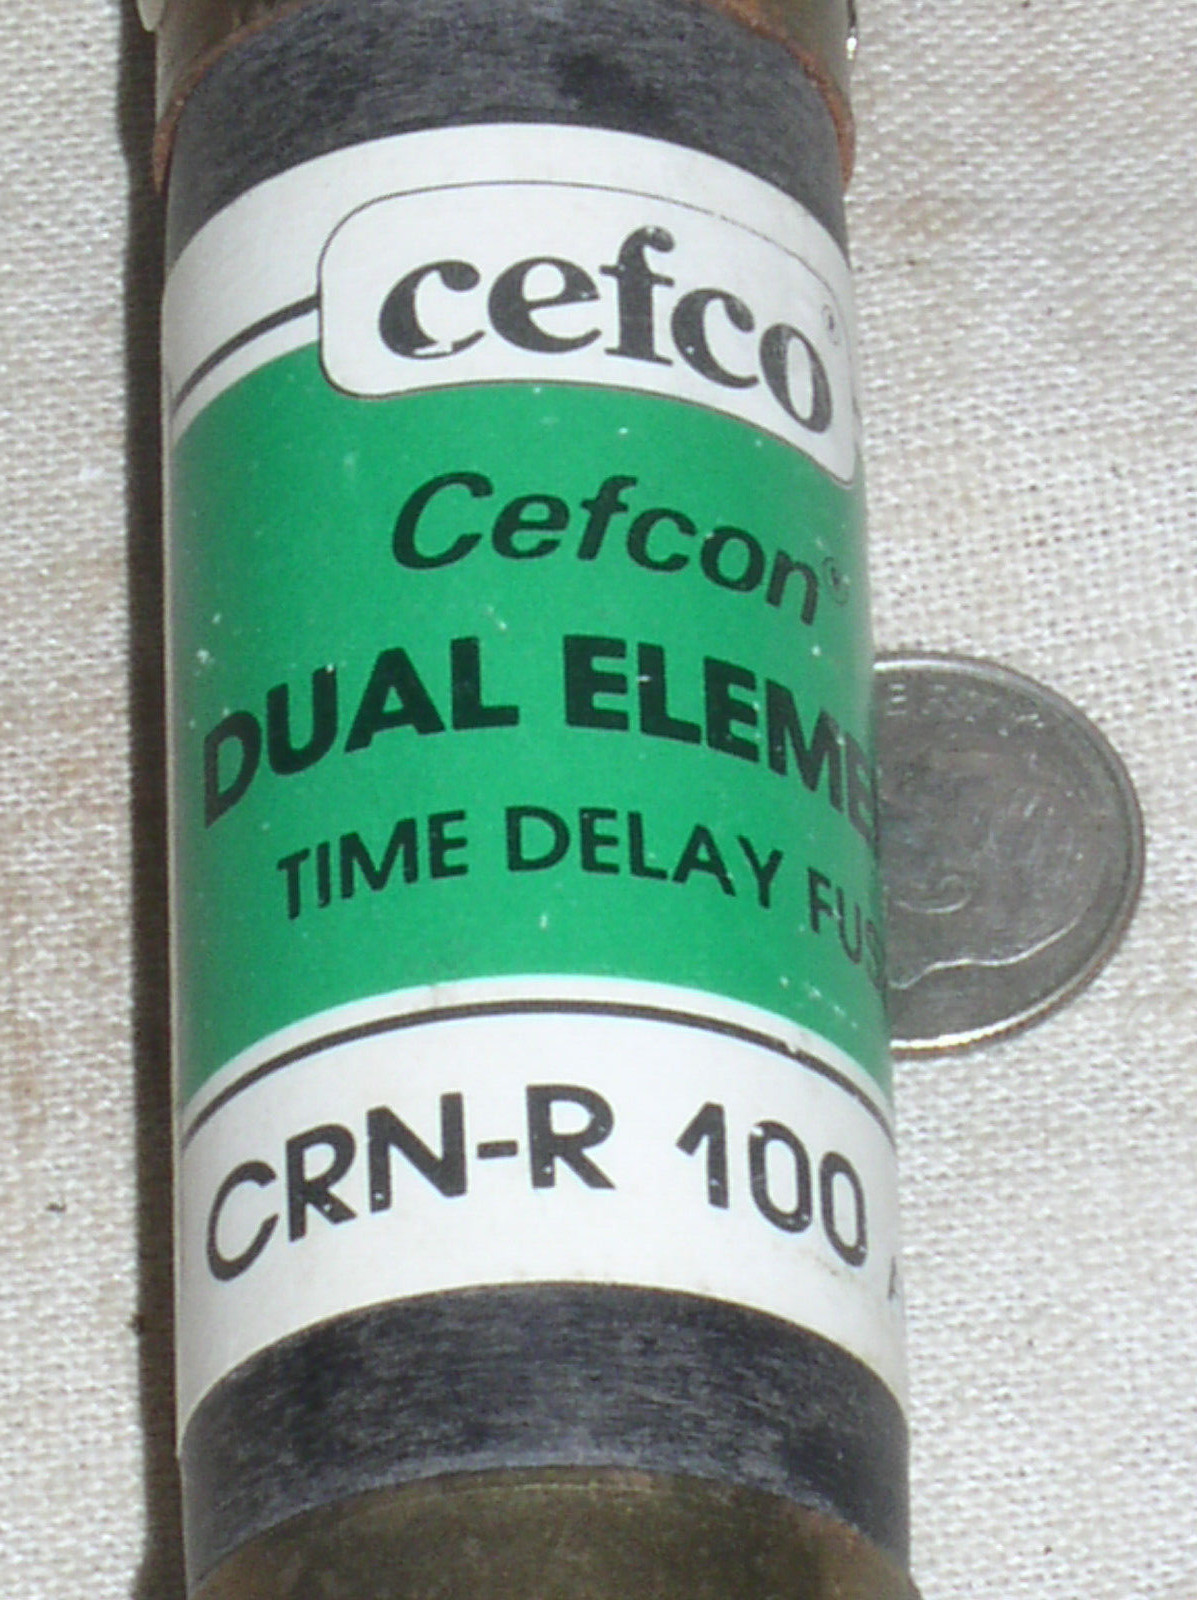 cefco®
Cefcon®
DUAL ELEME
TIME DELAY FUS
CRN-R 100